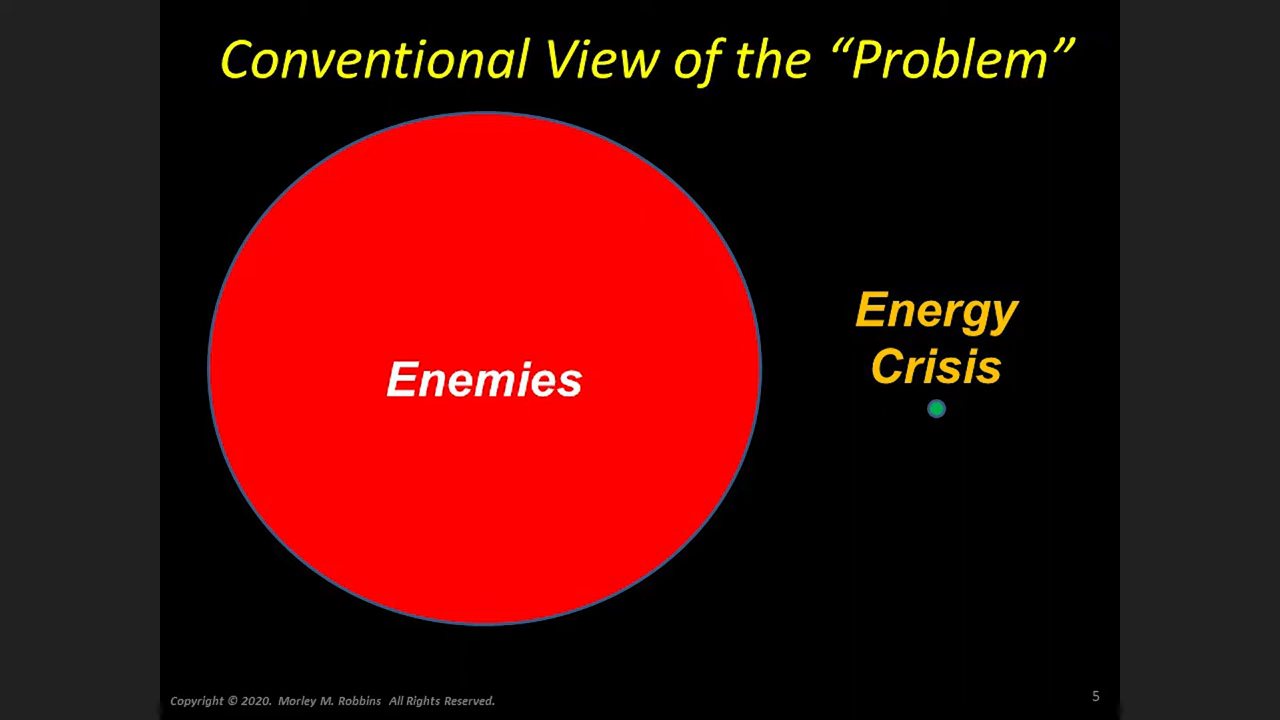 Conventional View of the “Problem”
Enemies
Energy
Crisis
Copyright © 2020. Morley M. Robbins All Rights Reserved.
5